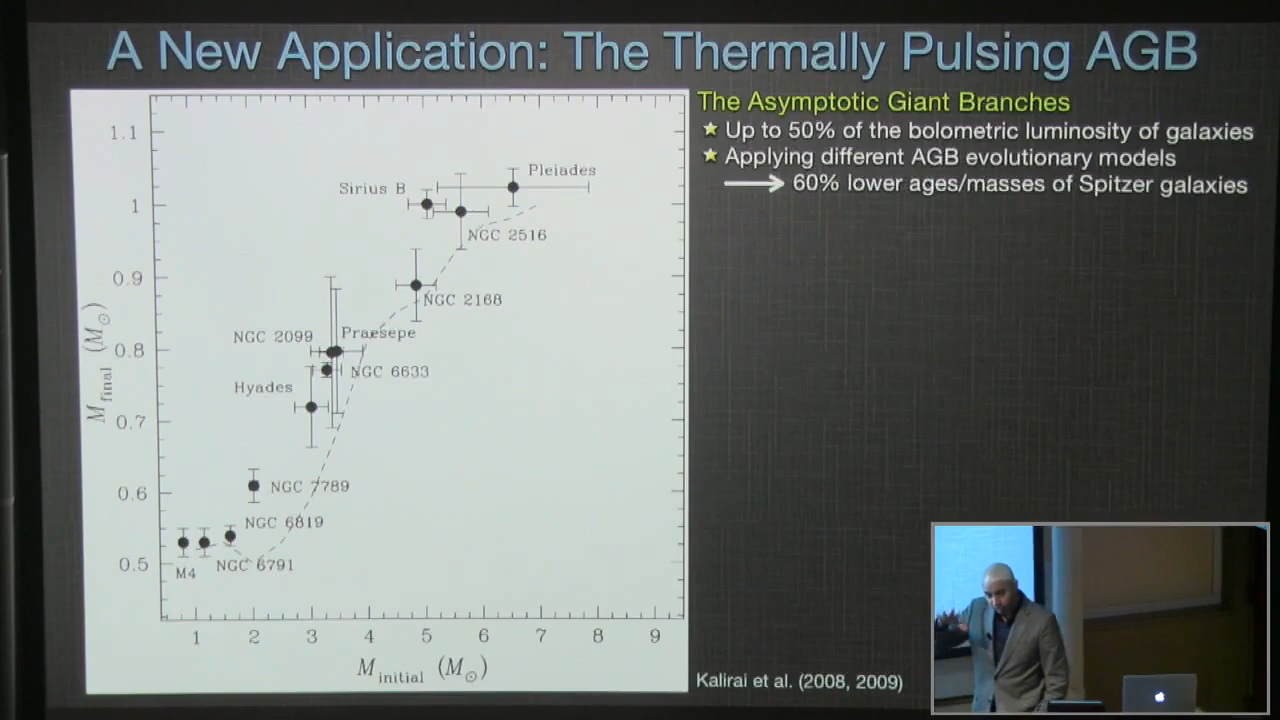 A New Application: The Thermally Pulsing AGB
The Asymptotic Giant Branches
Up to 50% of the bolometric luminosity of galaxies
Applying different AGB evolutionary models
60% lower ages/masses of Spitzer galaxies
1.1
1
0.9
0.8
0.7
0.6
0.5
M final (M⊙)
Pleiades
Sirius B
NGC 2516
NGC 2168
NGC 2099
Praesepe
NGC 6633
Hyades
NGC 7789
NGC 6819
NGC 6791
M4
1 2 3 4 5 6 7 8 9
M initial (M⊙)
Kalirai et al. (2008, 2009)